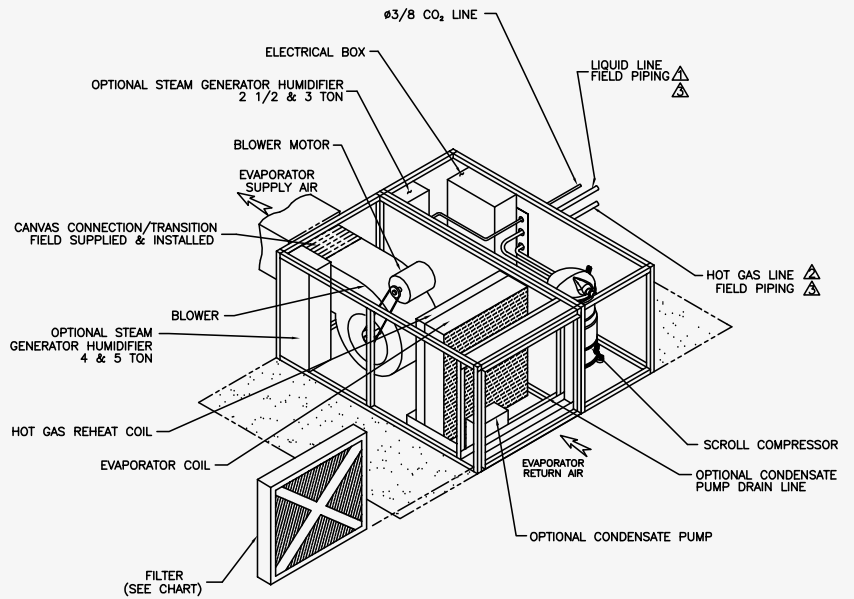 ø3/8 CO₂ LINE
ELECTRICAL BOX
LIQUID LINE
FIELD PIPING 1
3
OPTIONAL STEAM GENERATOR HUMIDIFIER
2 1/2 & 3 TON
BLOWER MOTOR
EVAPORATOR
SUPPLY AIR
CANVAS CONNECTION/TRANSITION
FIELD SUPPLIED & INSTALLED
HOT GAS LINE 2
FIELD PIPING 3
BLOWER
OPTIONAL STEAM
GENERATOR HUMIDIFIER
4 & 5 TON
HOT GAS REHEAT COIL
SCROLL COMPRESSOR
EVAPORATOR COIL
EVAPORATOR
RETURN AIR
OPTIONAL CONDENSATE
PUMP DRAIN LINE
OPTIONAL CONDENSATE PUMP
FILTER
(SEE CHART)